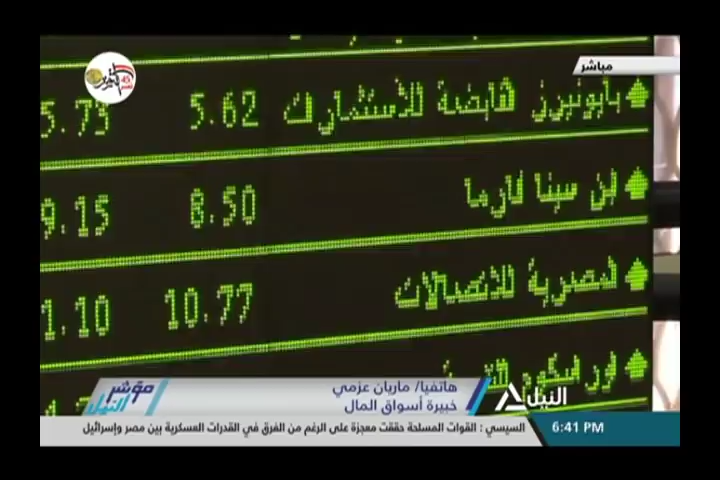 مباشر
بايونيرز قابضة للأستثمارات 5.62 5.73
ابن سينا فارما 8.50 9.15
المصرية للاتصالات 10.77 1.10
هاتفيا/ ماريان عزمي
خبيرة أسواق المال
مؤشر النيل
النيل
السيسي : القوات المسلحة حققت معجزة على الرغم من الفرق في القدرات العسكرية بين مصر وإسرائيل
6:41 PM